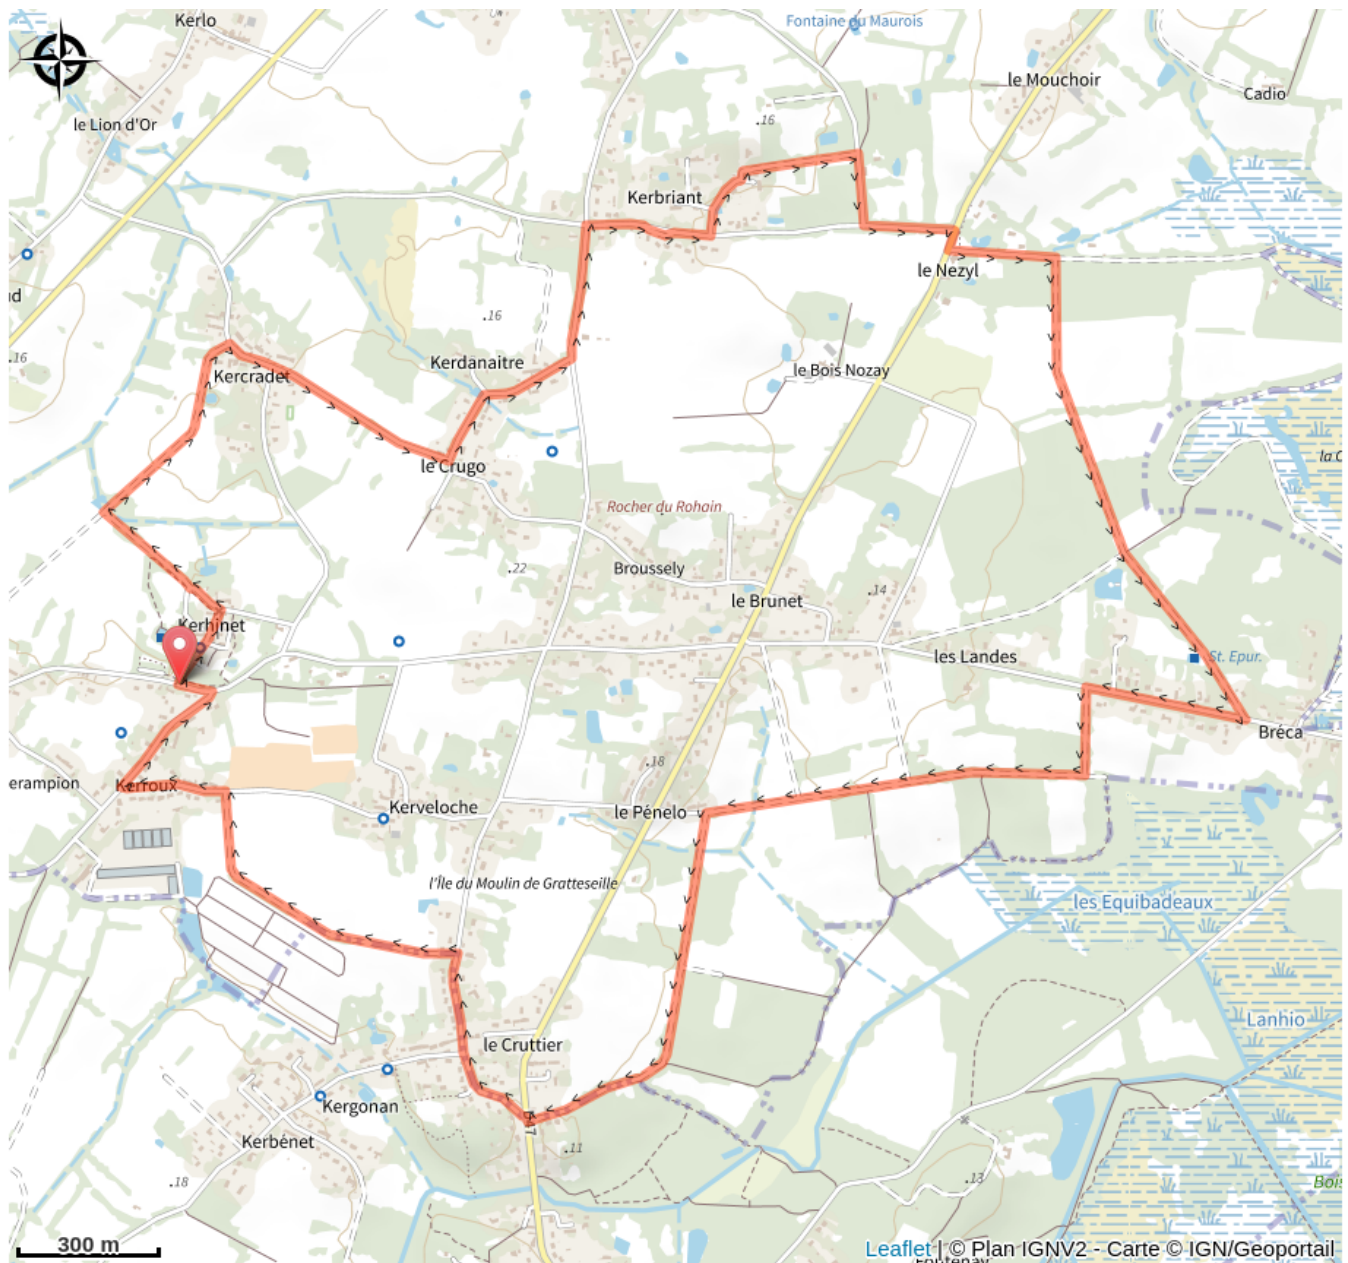 Kerlo
Fontaine du Maurois
le Mouchoir
Cadio
le Lion d'Or
.16
Kerbriant
le Nezyl
.16
.16
Kerdanaitre
le Bois Nozay
Kercradet
le Crugo
Rocher du Rohain
.22
Broussely
le Brunet
.14
Kerhinet
les Landes
St. Epur.
Bréca
.18
Kerroux
erampion
Kerveloche
le Pénelo
l'Île du Moulin de Gratteseille
les Equibadeaux
Lanhio
le Cruttier
Kergonan
Kerbénet
.11
.18
.13
Bois
300 m
Leaflet | © Plan IGNV2 - Carte © IGN/Geoportail